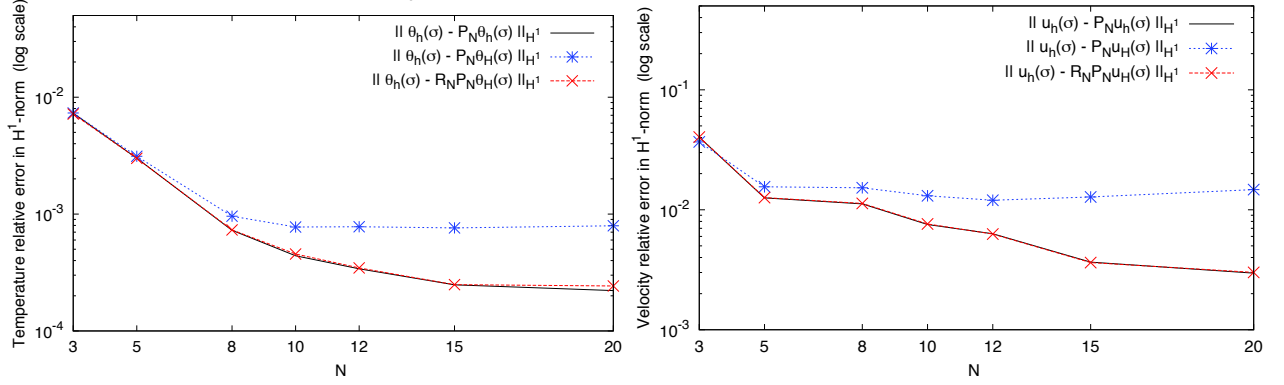 Temperature relative error in H¹-norm (log scale)
|| θh(σ) - PNθh(σ) ||H¹
|| θh(σ) - PNθH(σ) ||H¹
|| θh(σ) - RNPNθH(σ) ||H¹
10⁻²
10⁻³
10⁻⁴
3 5 8 10 12 15 20
N
Velocity relative error in H¹-norm (log scale)
|| uh(σ) - PNuh(σ) ||H¹
|| uh(σ) - PNuH(σ) ||H¹
|| uh(σ) - RNPNuH(σ) ||H¹
10⁻¹
10⁻²
10⁻³
3 5 8 10 12 15 20
N